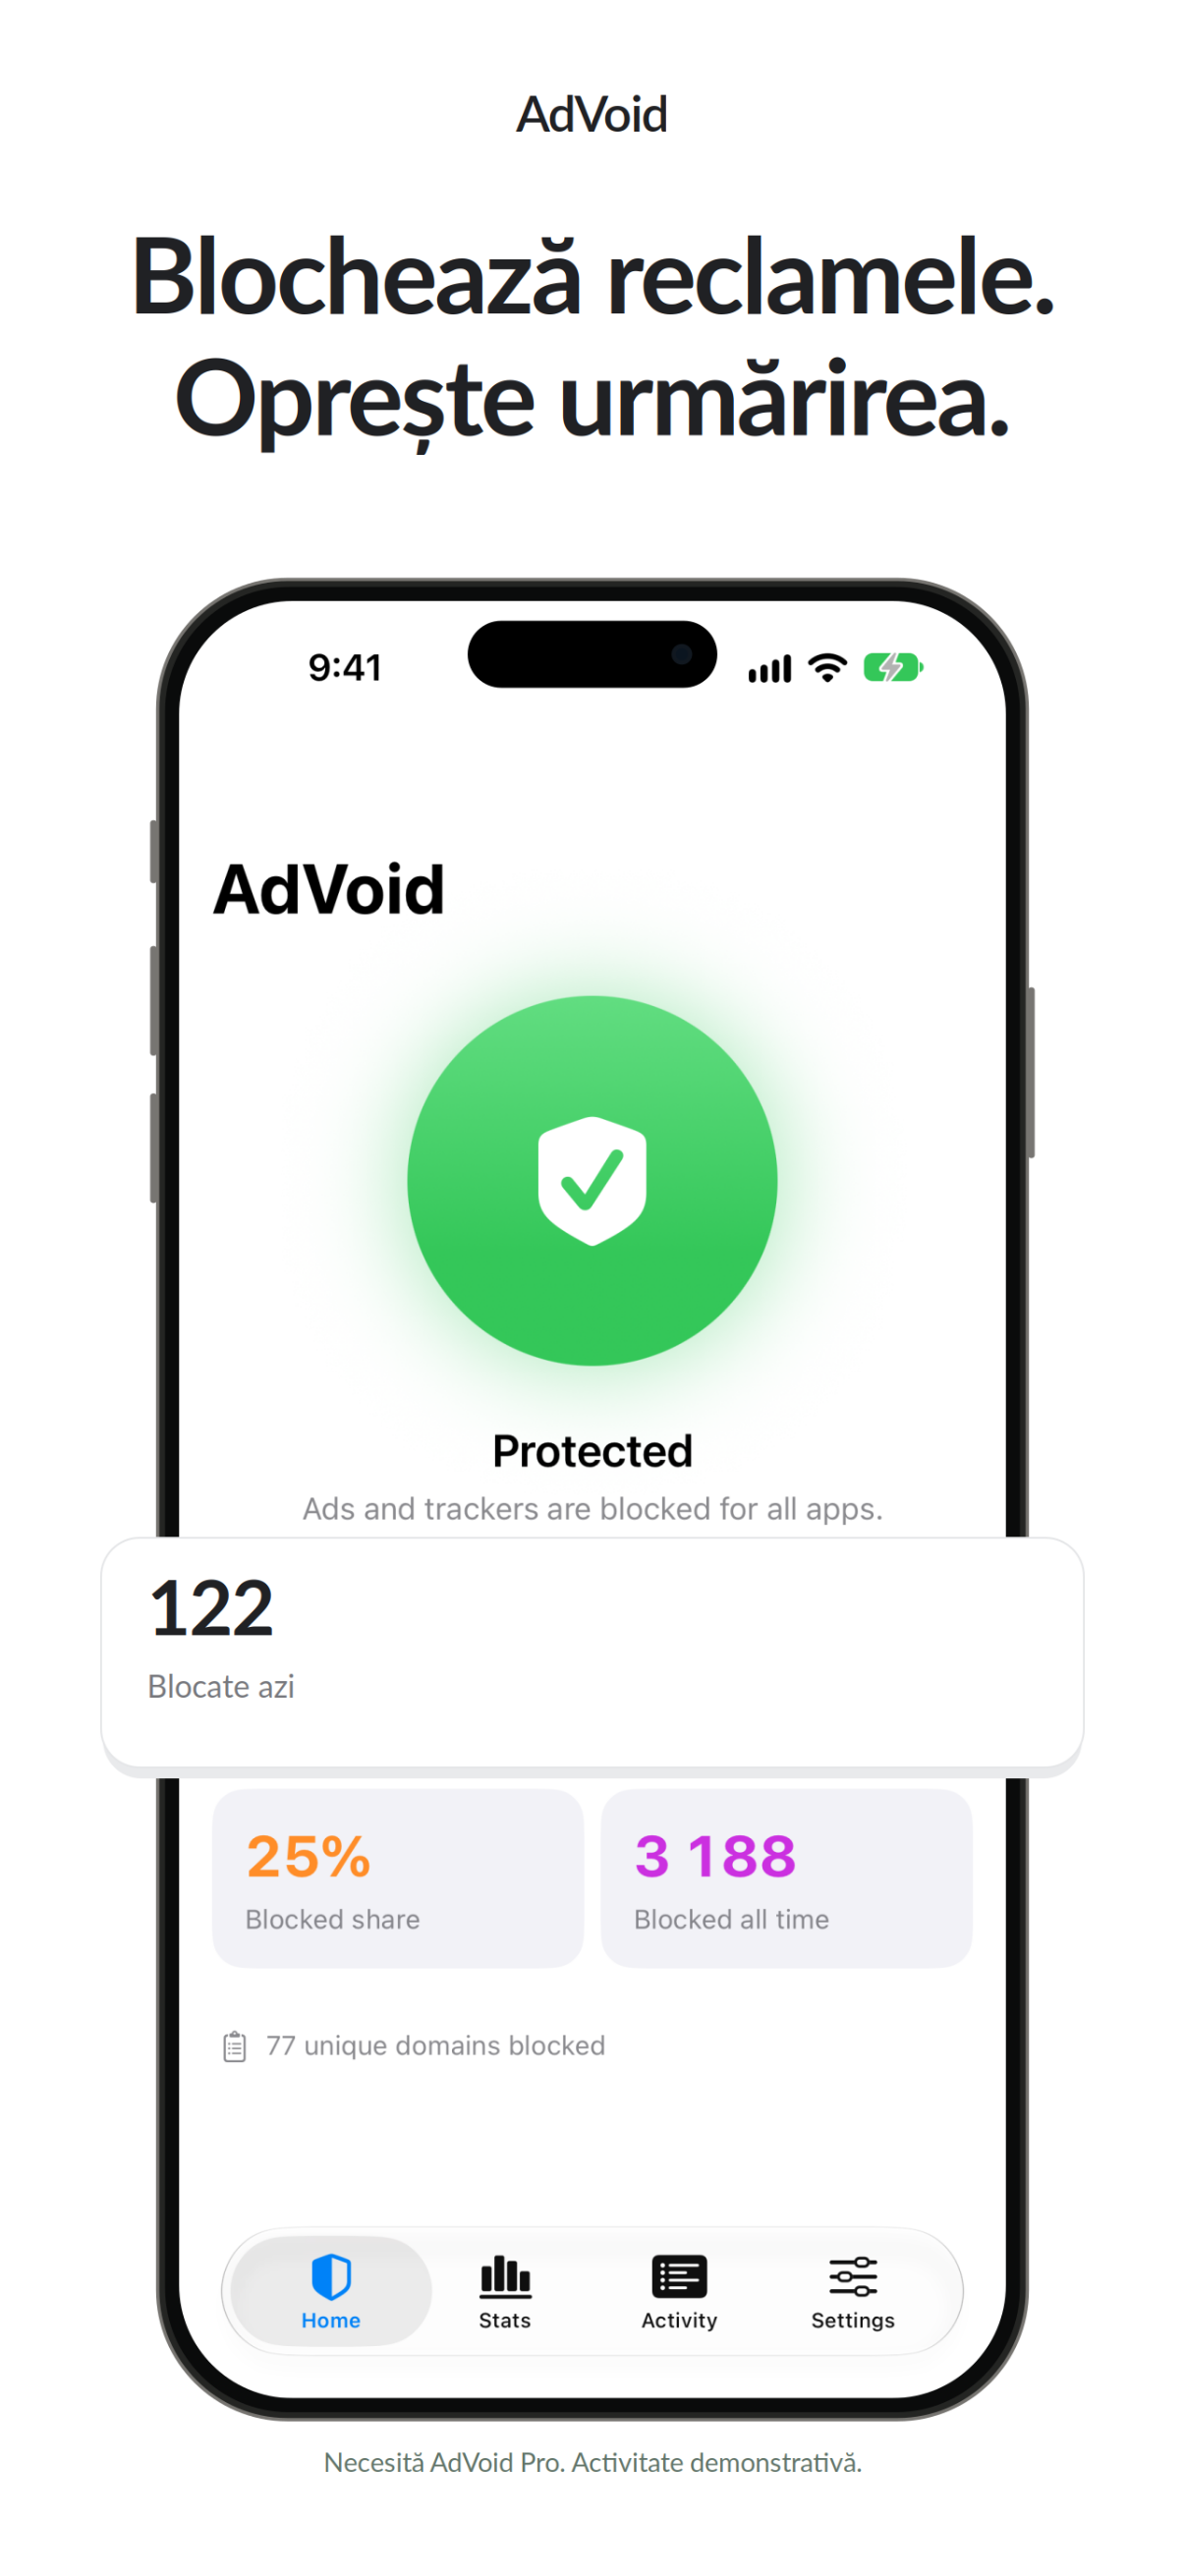 AdVoid
Blochează reclamele.
Oprește urmărirea.
9:41
AdVoid
Protected
Ads and trackers are blocked for all apps.
122
Blocate azi
25%
3 188
Blocked share
Blocked all time
77 unique domains blocked
Home
Stats
Activity
Settings
Necesită AdVoid Pro. Activitate demonstrativă.